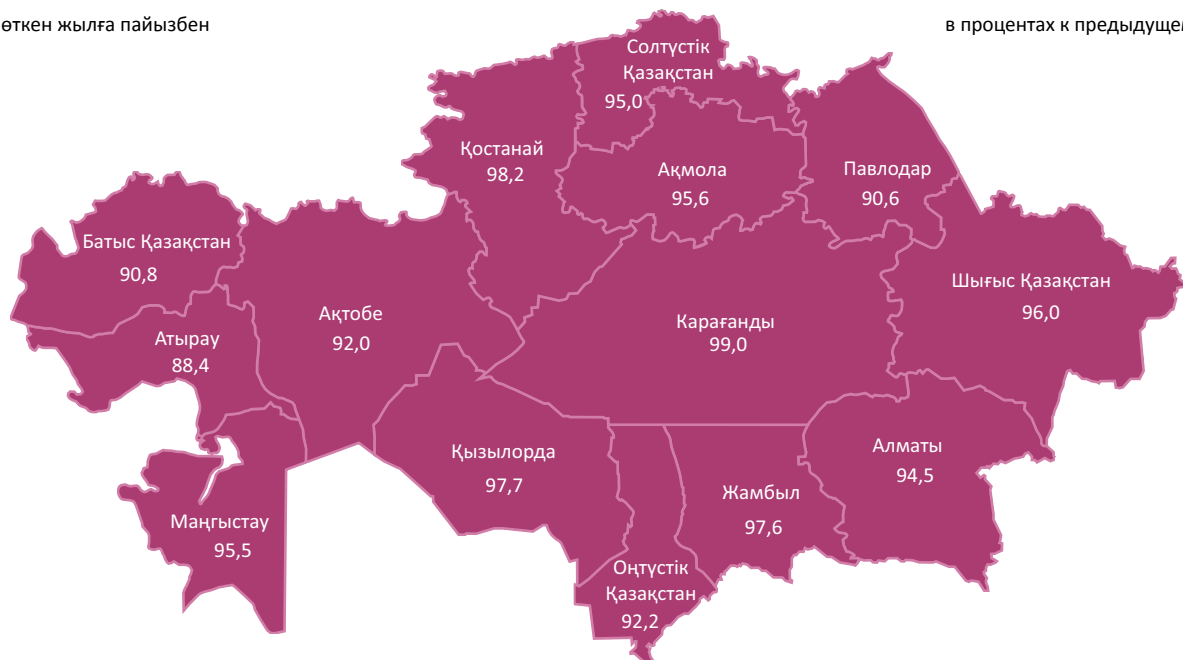 өткен жылға пайызбен
в процентах к предыдущем
Солтүстік
Қазақстан
95,0
Қостанай
98,2
Ақмола
95,6
Павлодар
90,6
Батыс Қазақстан
90,8
Ақтобе
92,0
Атырау
88,4
Карағанды
99,0
Шығыс Қазақстан
96,0
Қызылорда
97,7
Алматы
94,5
Жамбыл
97,6
Маңғыстау
95,5
Оңтүстік
Қазақстан
92,2